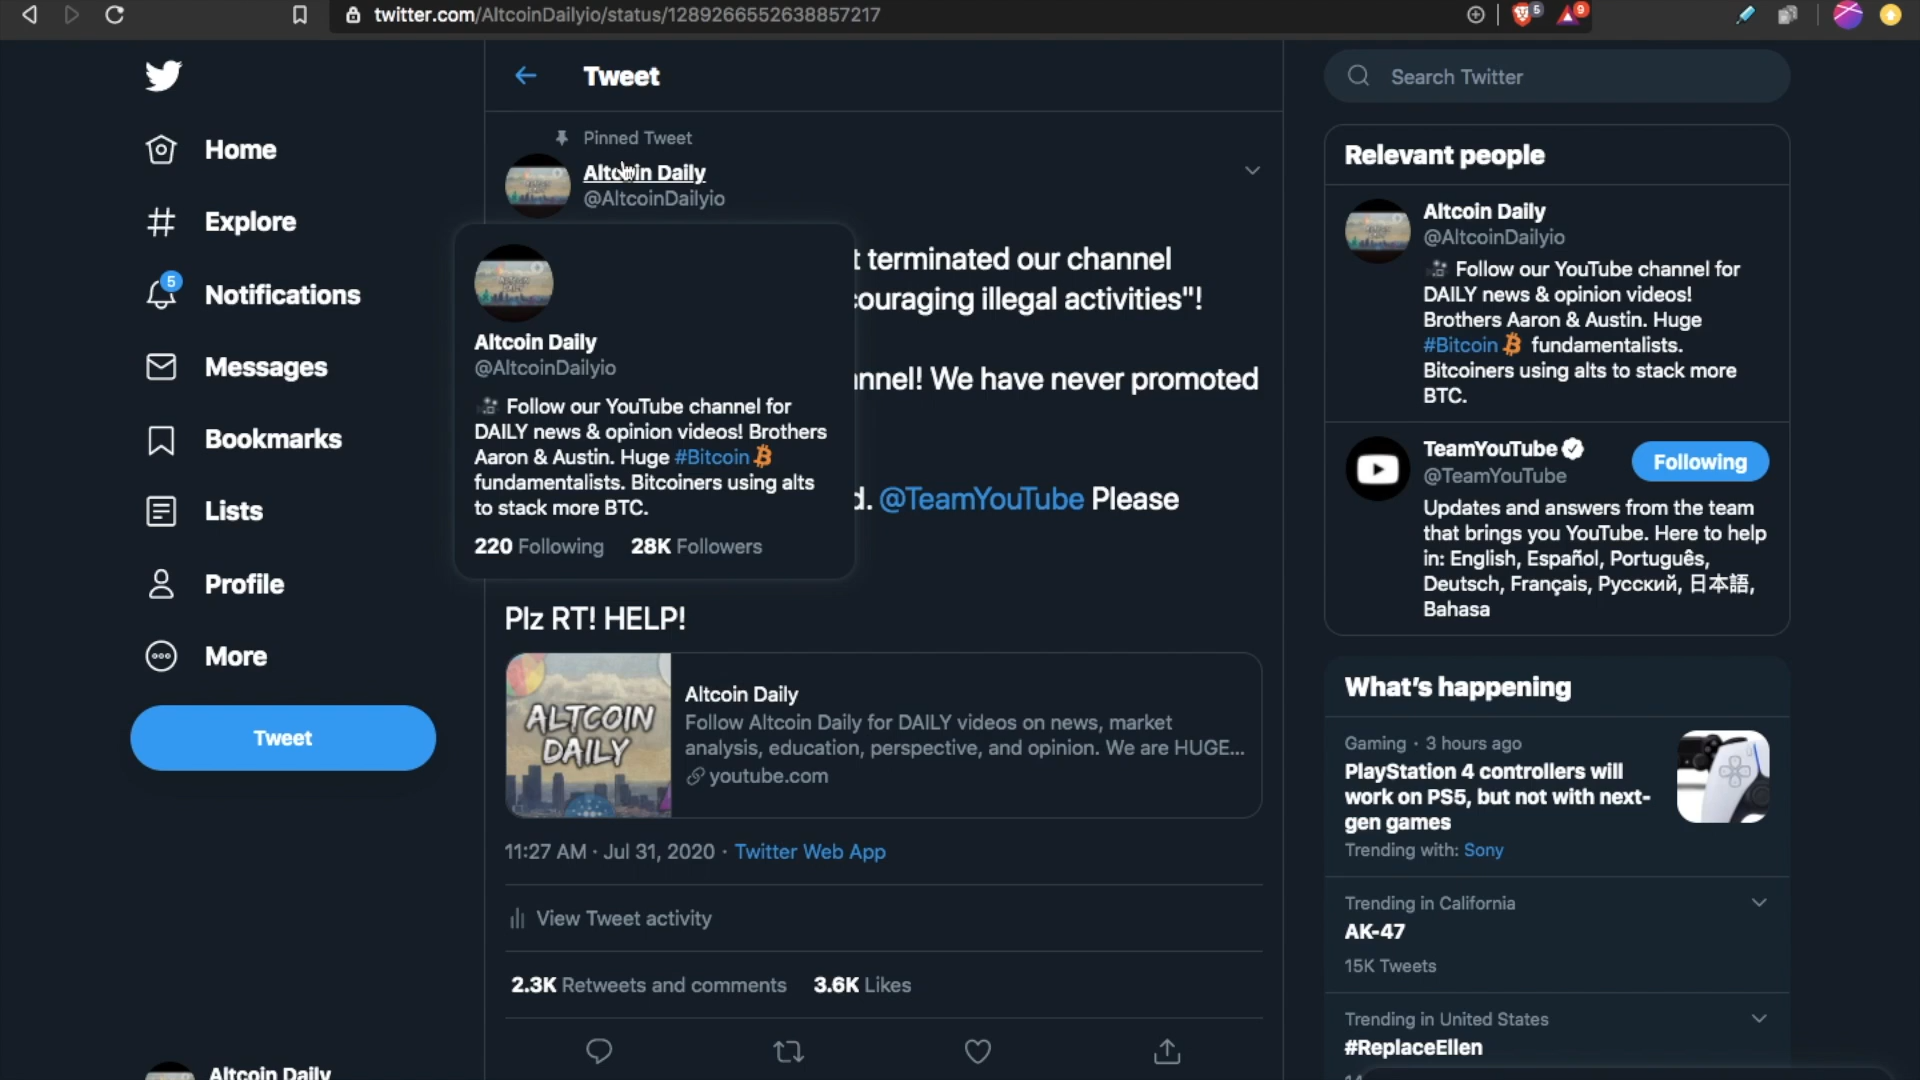 twitter.com/AltcoinDailyio/status/1289266552638857217
5
9
Home
Explore
5
Notifications
Messages
Bookmarks
Lists
Profile
More
Tweet
Altcoin Daily
Tweet
Pinned Tweet
Altcoin Daily
@AltcoinDailyio
terminated our channel
illegal activities"!
We have never promoted
@TeamYouTube Please
Altcoin Daily
@AltcoinDailyio
Follow our YouTube channel for
DAILY news & opinion videos! Brothers
Aaron & Austin. Huge #Bitcoin
fundamentalists. Bitcoiners using alts
to stack more BTC.
220 Following 28K Followers
Plz RT! HELP!
ALTCOIN
DAILY
Altcoin Daily
Follow Altcoin Daily for DAILY videos on news, market
analysis, education, perspective, and opinion. We are HUGE...
youtube.com
11:27 AM · Jul 31, 2020 · Twitter Web App
View Tweet activity
2.3K Retweets and comments 3.6K Likes
Search Twitter
Relevant people
Altcoin Daily
@AltcoinDailyio
Follow our YouTube channel for
DAILY news & opinion videos!
Brothers Aaron & Austin. Huge
#Bitcoin fundamentalists.
Bitcoiners using alts to stack more
BTC.
TeamYouTube
@TeamYouTube
Following
Updates and answers from the team
that brings you YouTube. Here to help
in: English, Español, Português,
Deutsch, Français, Русский, 日本語,
Bahasa
What's happening
Gaming · 3 hours ago
PlayStation 4 controllers will
work on PS5, but not with next-
gen games
Trending with: Sony
Trending in California
AK-47
15K Tweets
Trending in United States
#ReplaceEllen